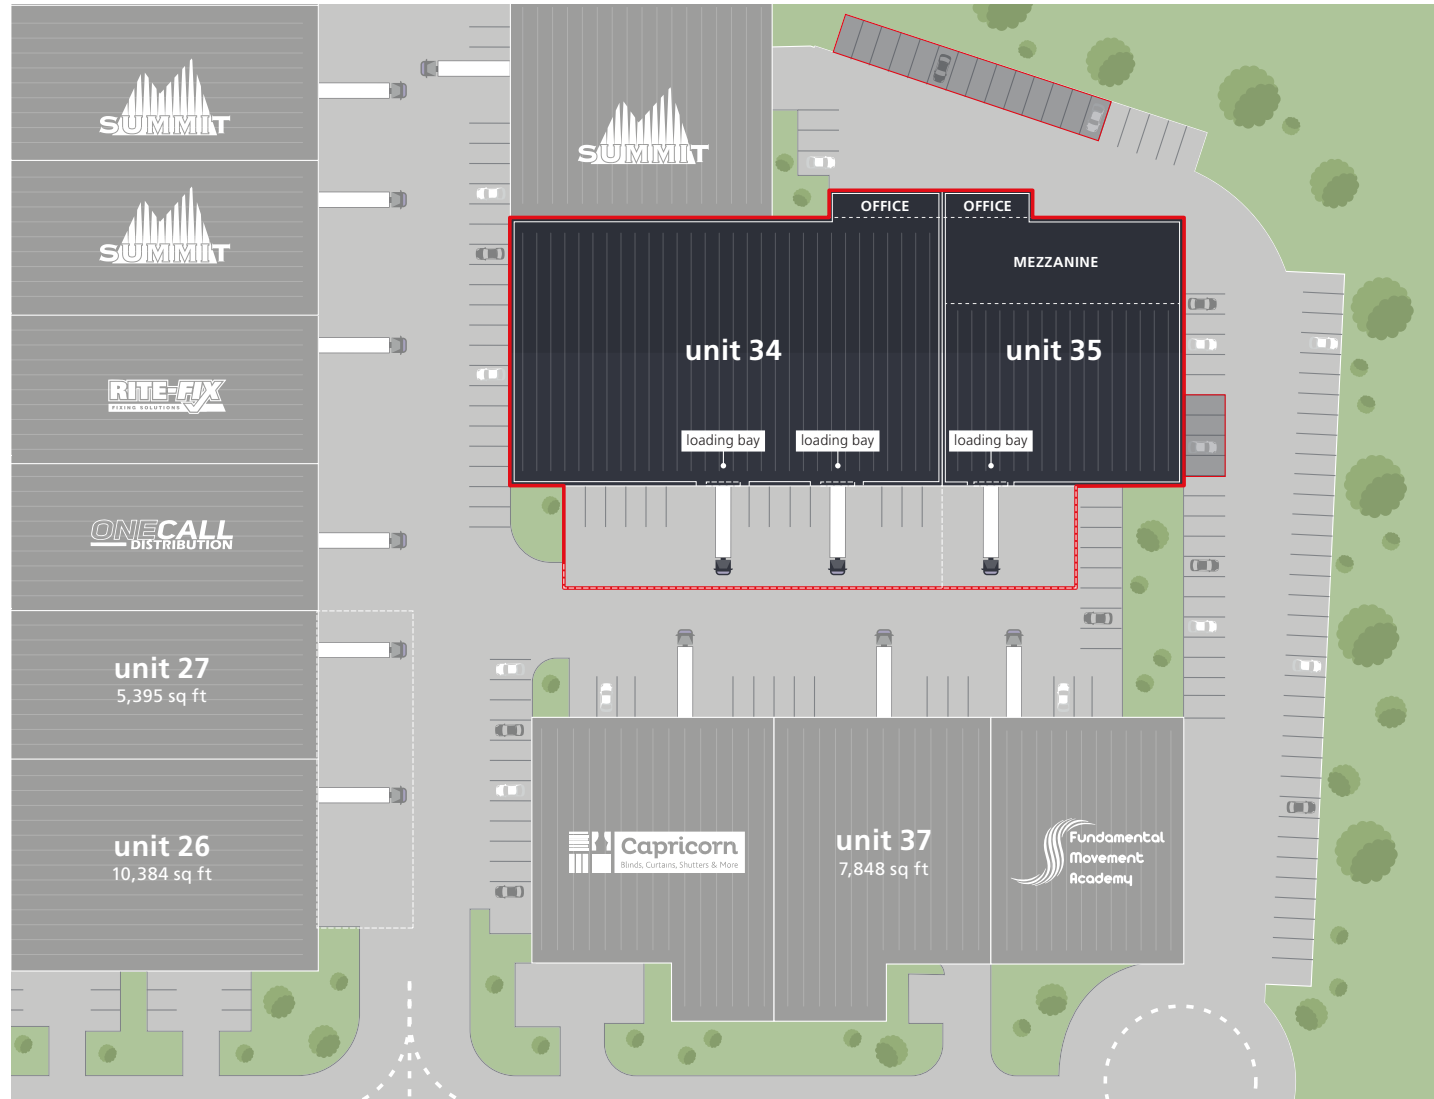 SUMMIT
SUMMIT
SUMMIT
OFFICE
OFFICE
MEZZANINE
unit 34
unit 35
RITE-FIX
FIXING SOLUTIONS
loading bay
loading bay
loading bay
ONECALL
DISTRIBUTION
unit 27
5,395 sq ft
unit 26
10,384 sq ft
Capricorn
Blinds, Curtains, Shutters & More
unit 37
7,848 sq ft
Fundamental
Movement
Academy